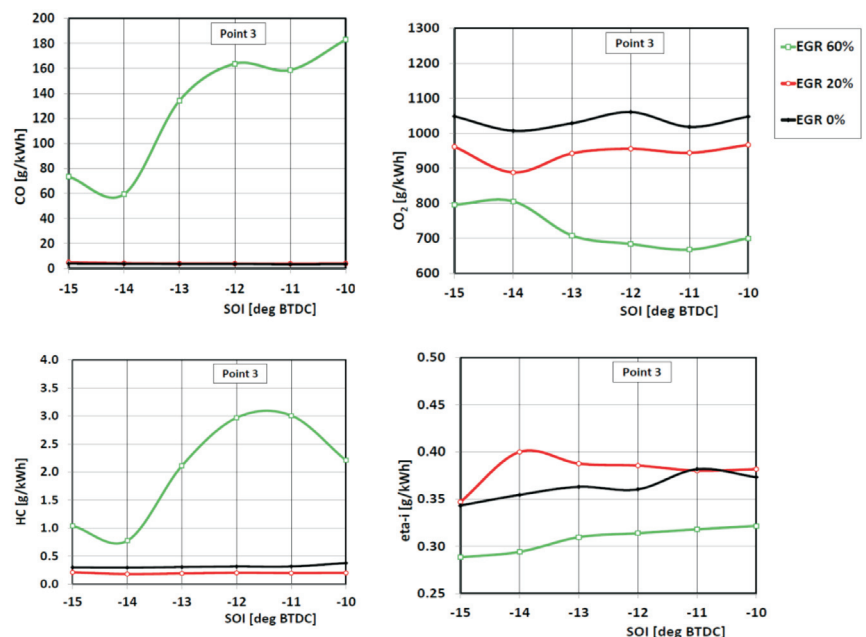 200
180
160
140
120
100
80
60
40
20
0
CO [g/kWh]
Point 3
-15 -14 -13 -12 -11 -10
SOI [deg BTDC]
1300
1200
1100
1000
900
800
700
600
CO₂ [g/kWh]
Point 3
-15 -14 -13 -12 -11 -10
SOI [deg BTDC]
EGR 60%
EGR 20%
EGR 0%
4.0
3.5
3.0
2.5
2.0
1.5
1.0
0.5
0.0
HC [g/kWh]
Point 3
-15 -14 -13 -12 -11 -10
SOI [deg BTDC]
0.50
0.45
0.40
0.35
0.30
0.25
eta-i [g/kWh]
Point 3
-15 -14 -13 -12 -11 -10
SOI [deg BTDC]